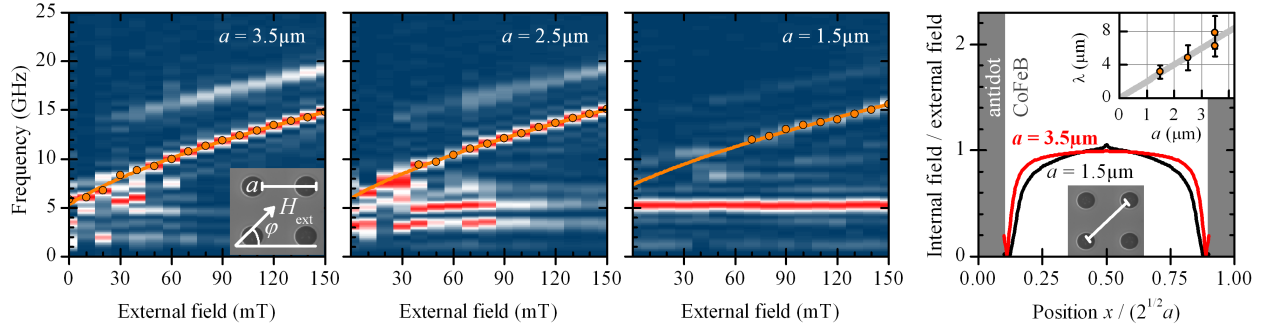 Frequency (GHz)
25
20
15
10
5
0
a = 3.5µm
a
H ext
φ
0 30 60 90 120 150
External field (mT)
a = 2.5µm
0 30 60 90 120 150
External field (mT)
a = 1.5µm
0 30 60 90 120 150
External field (mT)
Internal field / external field
2
1
0
antidot
CoFeB
λ (µm)
8
4
0
0 1 2 3
a (µm)
a = 3.5µm
a = 1.5µm
0 0.25 0.50 0.75 1.00
Position x / (2^1/2 a)